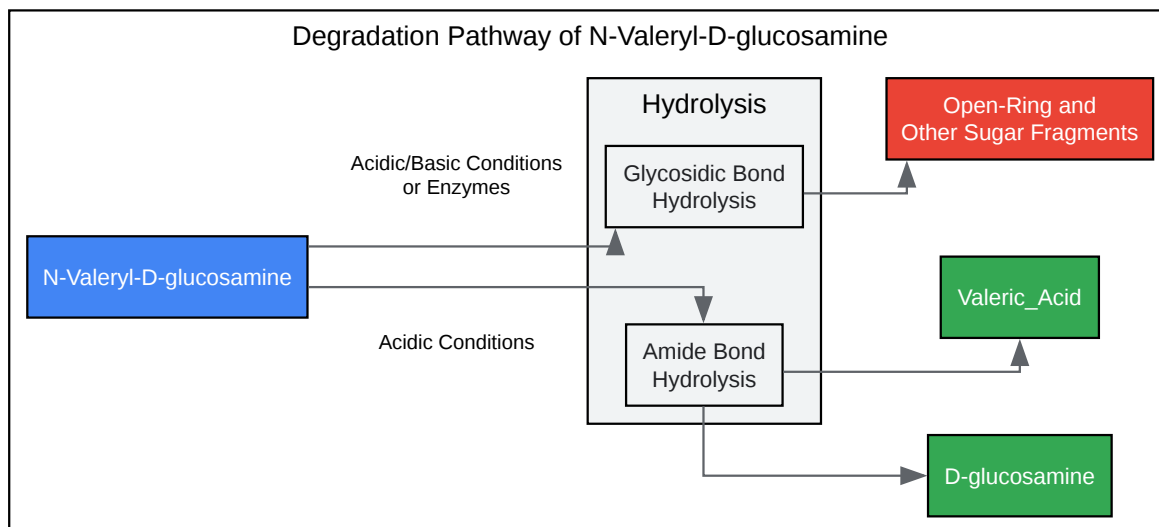 Degradation Pathway of N-Valeryl-D-glucosamine
Hydrolysis
Open-Ring and
Other Sugar Fragments
Acidic/Basic Conditions
or Enzymes
Glycosidic Bond
Hydrolysis
N-Valeryl-D-glucosamine
Valeric_Acid
Acidic Conditions
Amide Bond
Hydrolysis
D-glucosamine